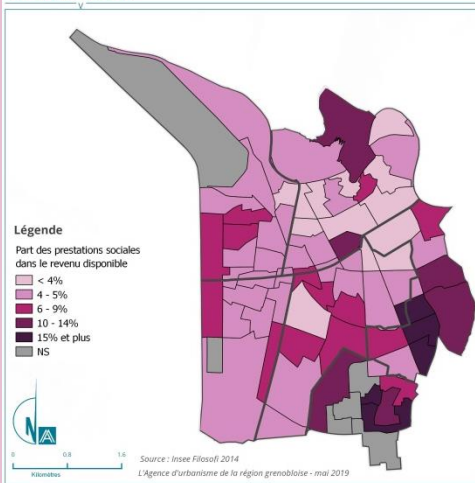 Légende
Part des prestations sociales
dans le revenu disponible
< 4%
4 - 5%
6 - 9%
10 - 14%
15% et plus
NS
N
0 0.8 1.6
Kilomètres
Source : Insee Filosofi 2014
L'Agence d'urbanisme de la région grenobloise - mai 2019